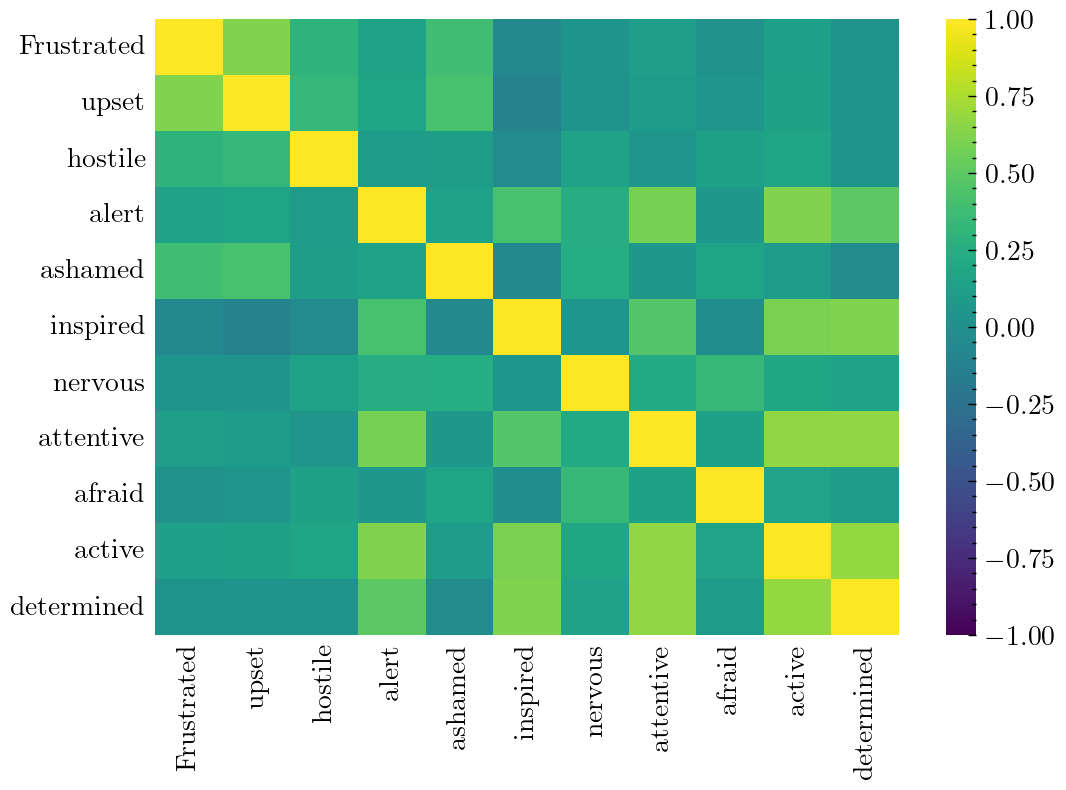 Frustrated
upset
hostile
alert
ashamed
inspired
nervous
attentive
afraid
active
determined
Frustrated
upset
hostile
alert
ashamed
inspired
nervous
attentive
afraid
active
determined
1.00
0.75
0.50
0.25
0.00
−0.25
−0.50
−0.75
−1.00